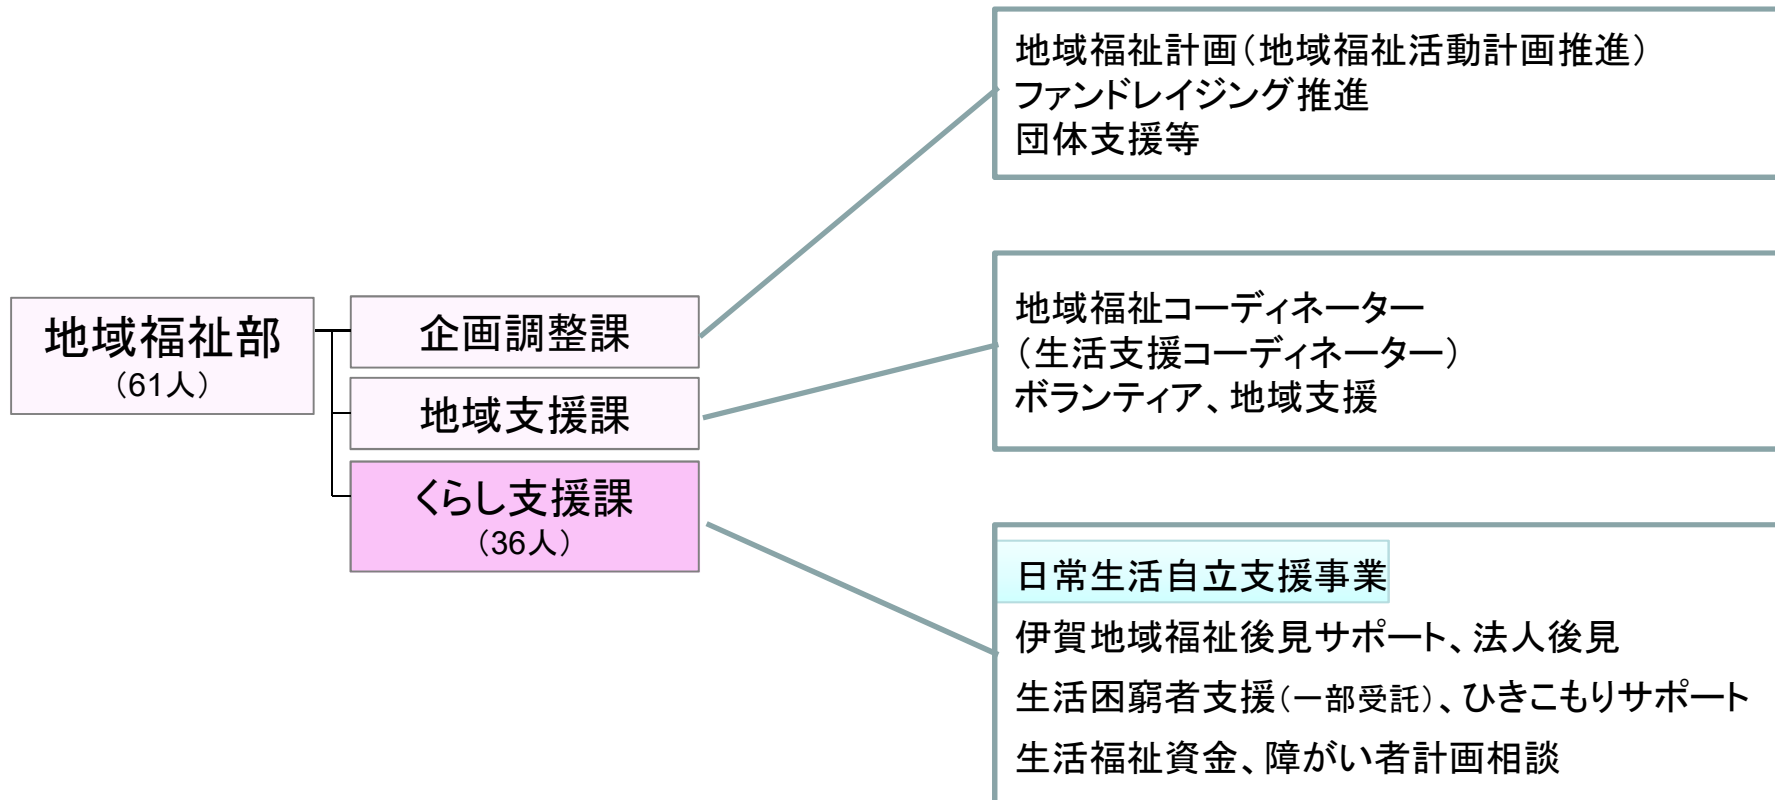 地域福祉計画（地域福祉活動計画推進）
ファンドレイジング推進
団体支援等
地域福祉部
（61人）
企画調整課
地域支援課
くらし支援課
（36人）
地域福祉コーディネーター
（生活支援コーディネーター）
ボランティア、地域支援
日常生活自立支援事業
伊賀地域福祉後見サポート、法人後見
生活困窮者支援（一部受託）、ひきこもりサポート
生活福祉資金、障がい者計画相談